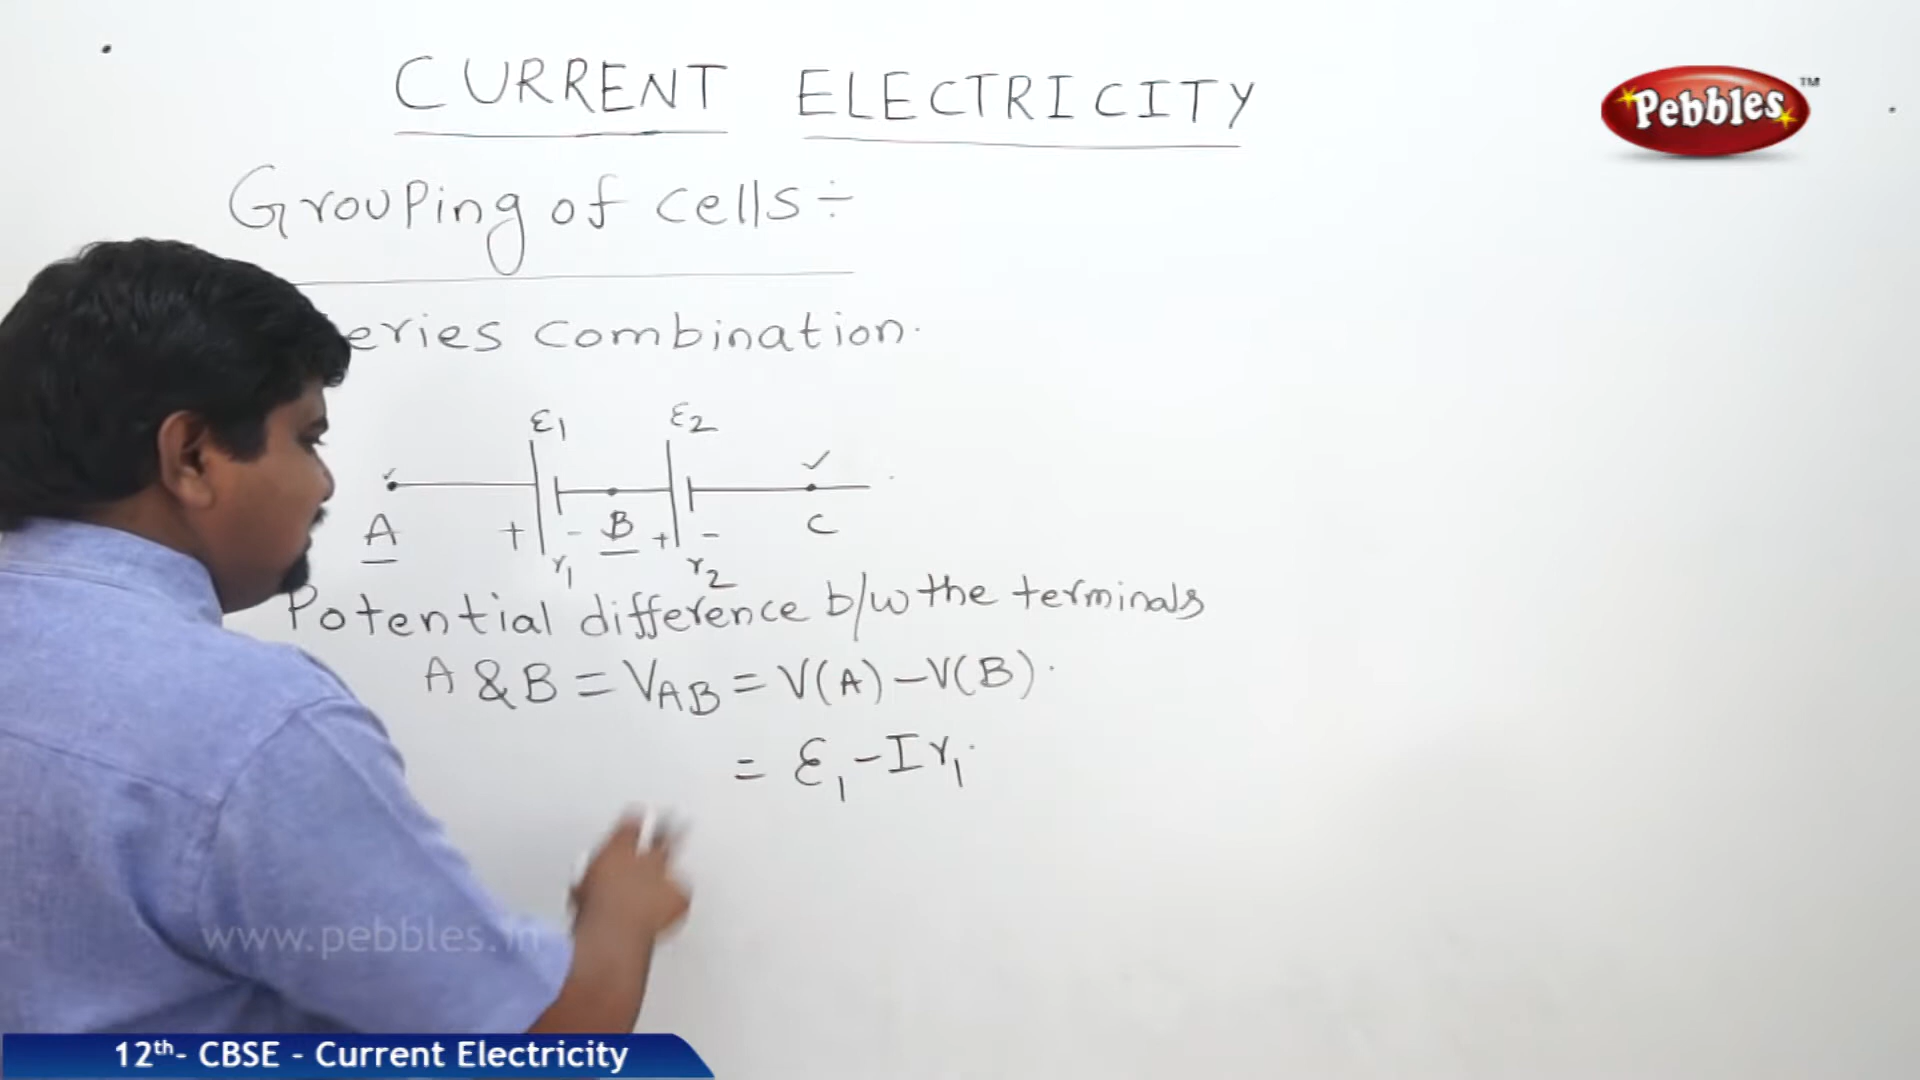 CURRENT ELECTRICITY
Pebbles™
Grouping of cells ÷
eries combination.
ε1 ε2
A + - B + - C
r1 r2
Potential difference b/w the terminals
A & B = VAB = V(A) - V(B).
= ε1 - Ir1.
www.pebbles.in
12th- CBSE - Current Electricity